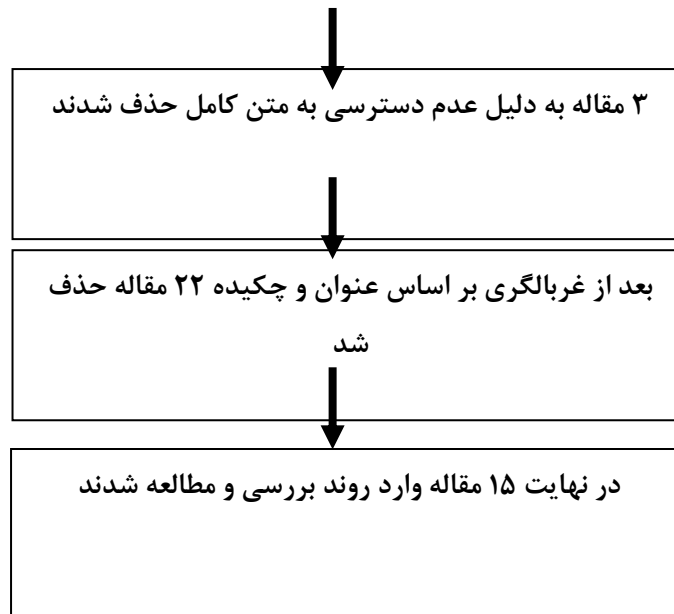 ۳ مقاله به دلیل عدم دسترسی به متن کامل حذف شدند
بعد از غربالگری بر اساس عنوان و چکیده ۲۲ مقاله حذف
شد
در نهایت ۱۵ مقاله وارد روند بررسی و مطالعه شدند